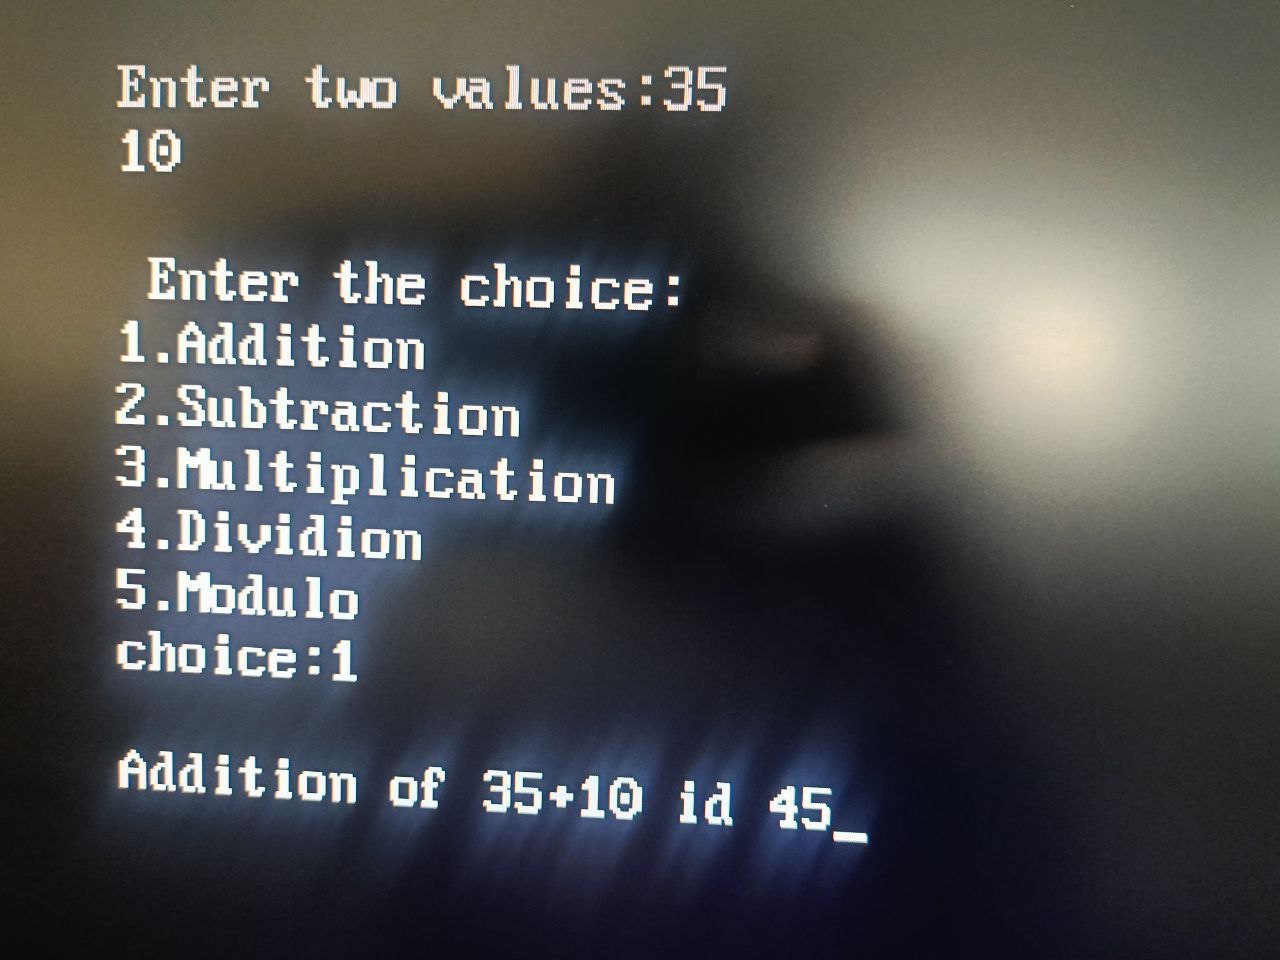 Enter two values:35
10
Enter the choice:
1.Addition
2.Subtraction
3.Multiplication
4.Dividion
5.Modulo
choice:1
Addition of 35+10 id 45_